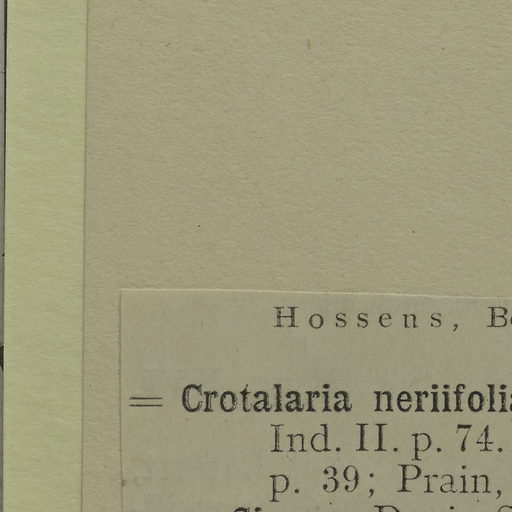 Hossens,
= Crotalaria neriifolia
Ind. II. p. 74.
p. 39; Prain,